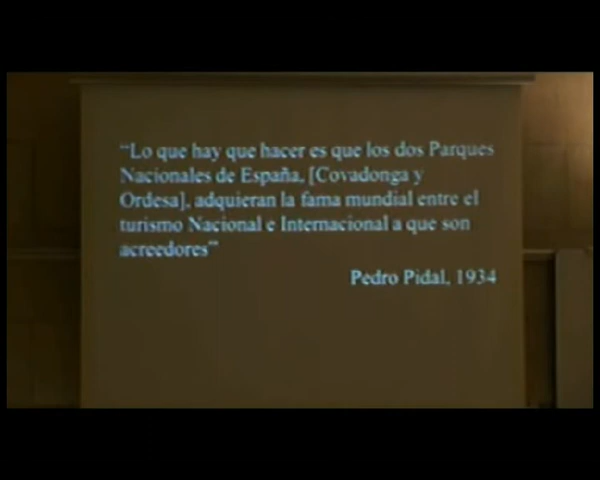 “Lo que hay que hacer es que los dos Parques
Nacionales de España, [Covadonga y
Ordesa], adquieran la fama mundial entre el
turismo Nacional e Internacional a que son
acreedores”
Pedro Pidal, 1934